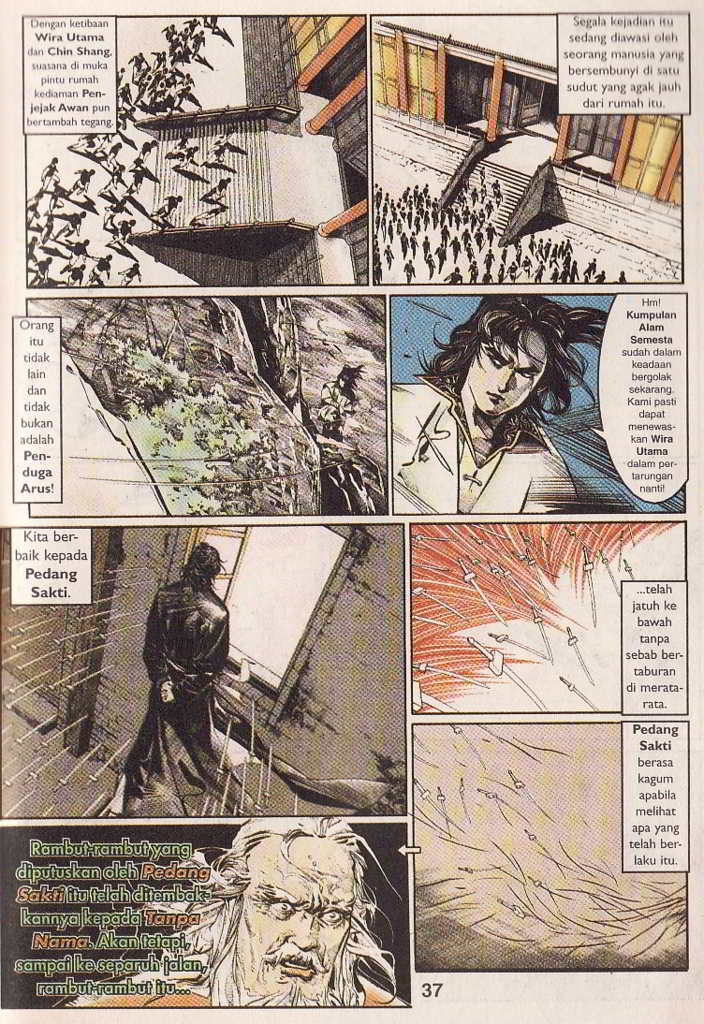 Dengan ketibaan
Wira Utama
dan Chin Shang,
suasana di muka
pintu rumah
kediaman Pen-
jejak Awan pun
bertambah tegang.
Segala kejadian itu
sedang diawasi oleh
seorang manusia yang
bersembunyi di satu
sudut yang agak jauh
dari rumah itu.
Orang
itu
tidak
lain
dan
tidak
bukan
adalah
Pen-
duga
Arus!
Hm!
Kumpulan
Alam
Semesta
sudah dalam
keadaan
bergolak
sekarang.
Kami pasti
dapat
menewas-
kan Wira
Utama
dalam per-
tarungan
nanti!
Kita ber-
baik kepada
Pedang
Sakti.
Rambut-rambut yang
diputuskan oleh Pedang
Sakti itu telah ditembak-
kannya kepada Tanpa
Nama. Akan tetapi,
sampai ke separuh jalan,
rambut-rambut itu...
...telah
jatuh ke
bawah
tanpa
sebab ber-
taburan
di merata-
rata.
Pedang
Sakti
berasa
kagum
apabila
melihat
apa yang
telah ber-
laku itu.
37